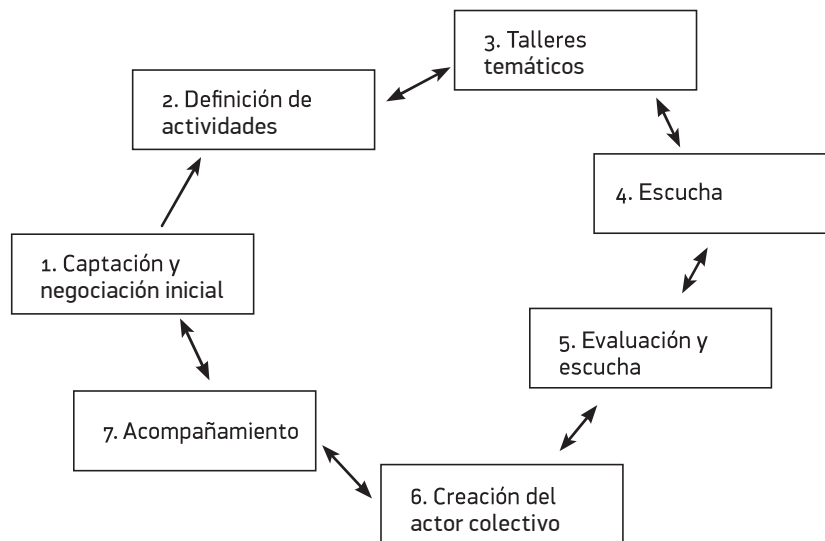 1. Captación y
negociación inicial
2. Definición de
actividades
3. Talleres
temáticos
4. Escucha
5. Evaluación y
escucha
6. Creación del
actor colectivo
7. Acompañamiento